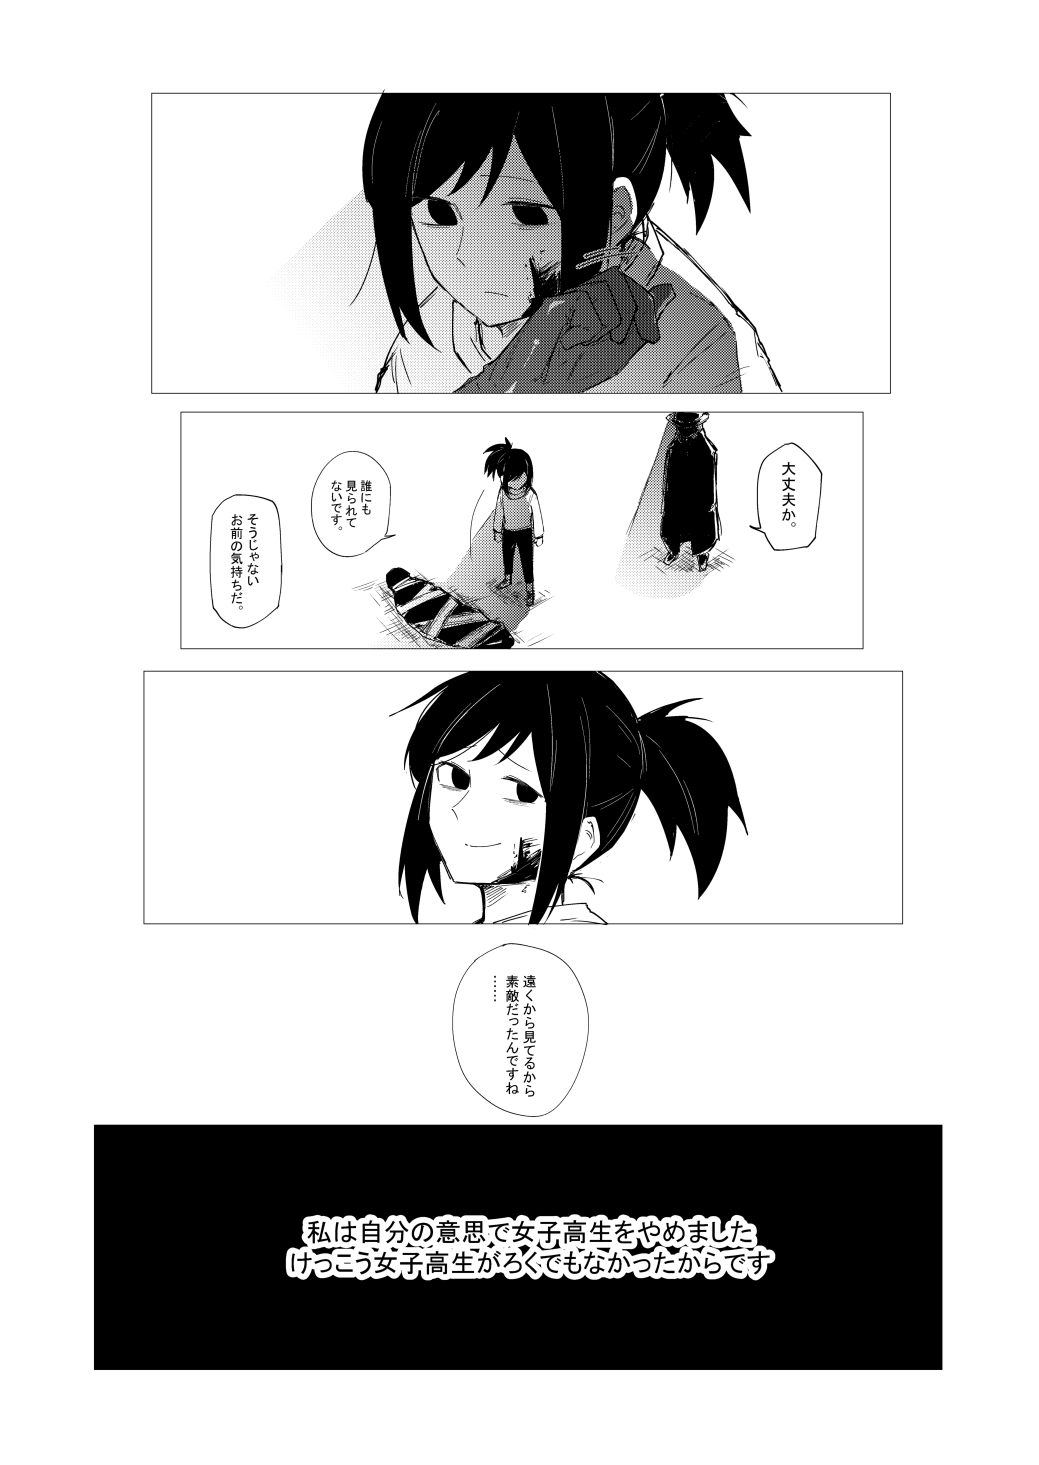 大丈夫か。
誰にも
見られて
ないです。
そうじゃない
お前の気持ちだ。
遠くから見てるから
素敵だったんですね
……
私は自分の意思で女子高生をやめました
けっこう女子高生がろくでもなかったからです